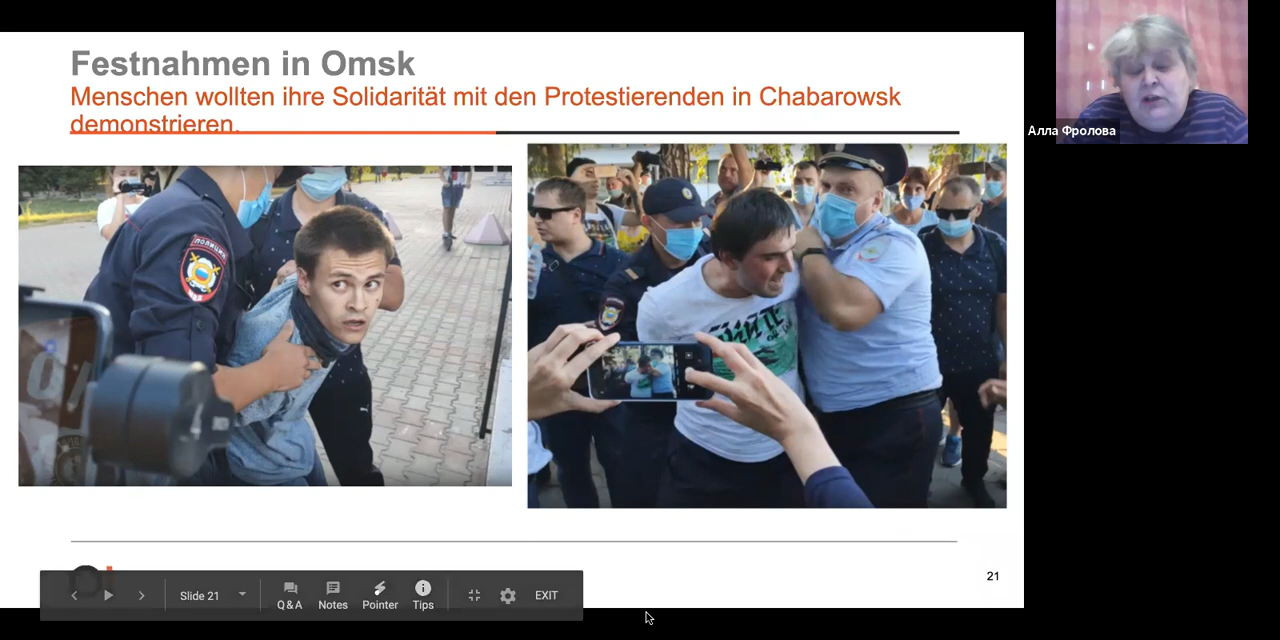 Festnahmen in Omsk
Menschen wollten ihre Solidarität mit den Protestierenden in Chabarowsk
demonstrieren.
Алла Фролова
ПОЛИЦИЯ
21
Slide 21
Q&A
Notes
Pointer
Tips
EXIT